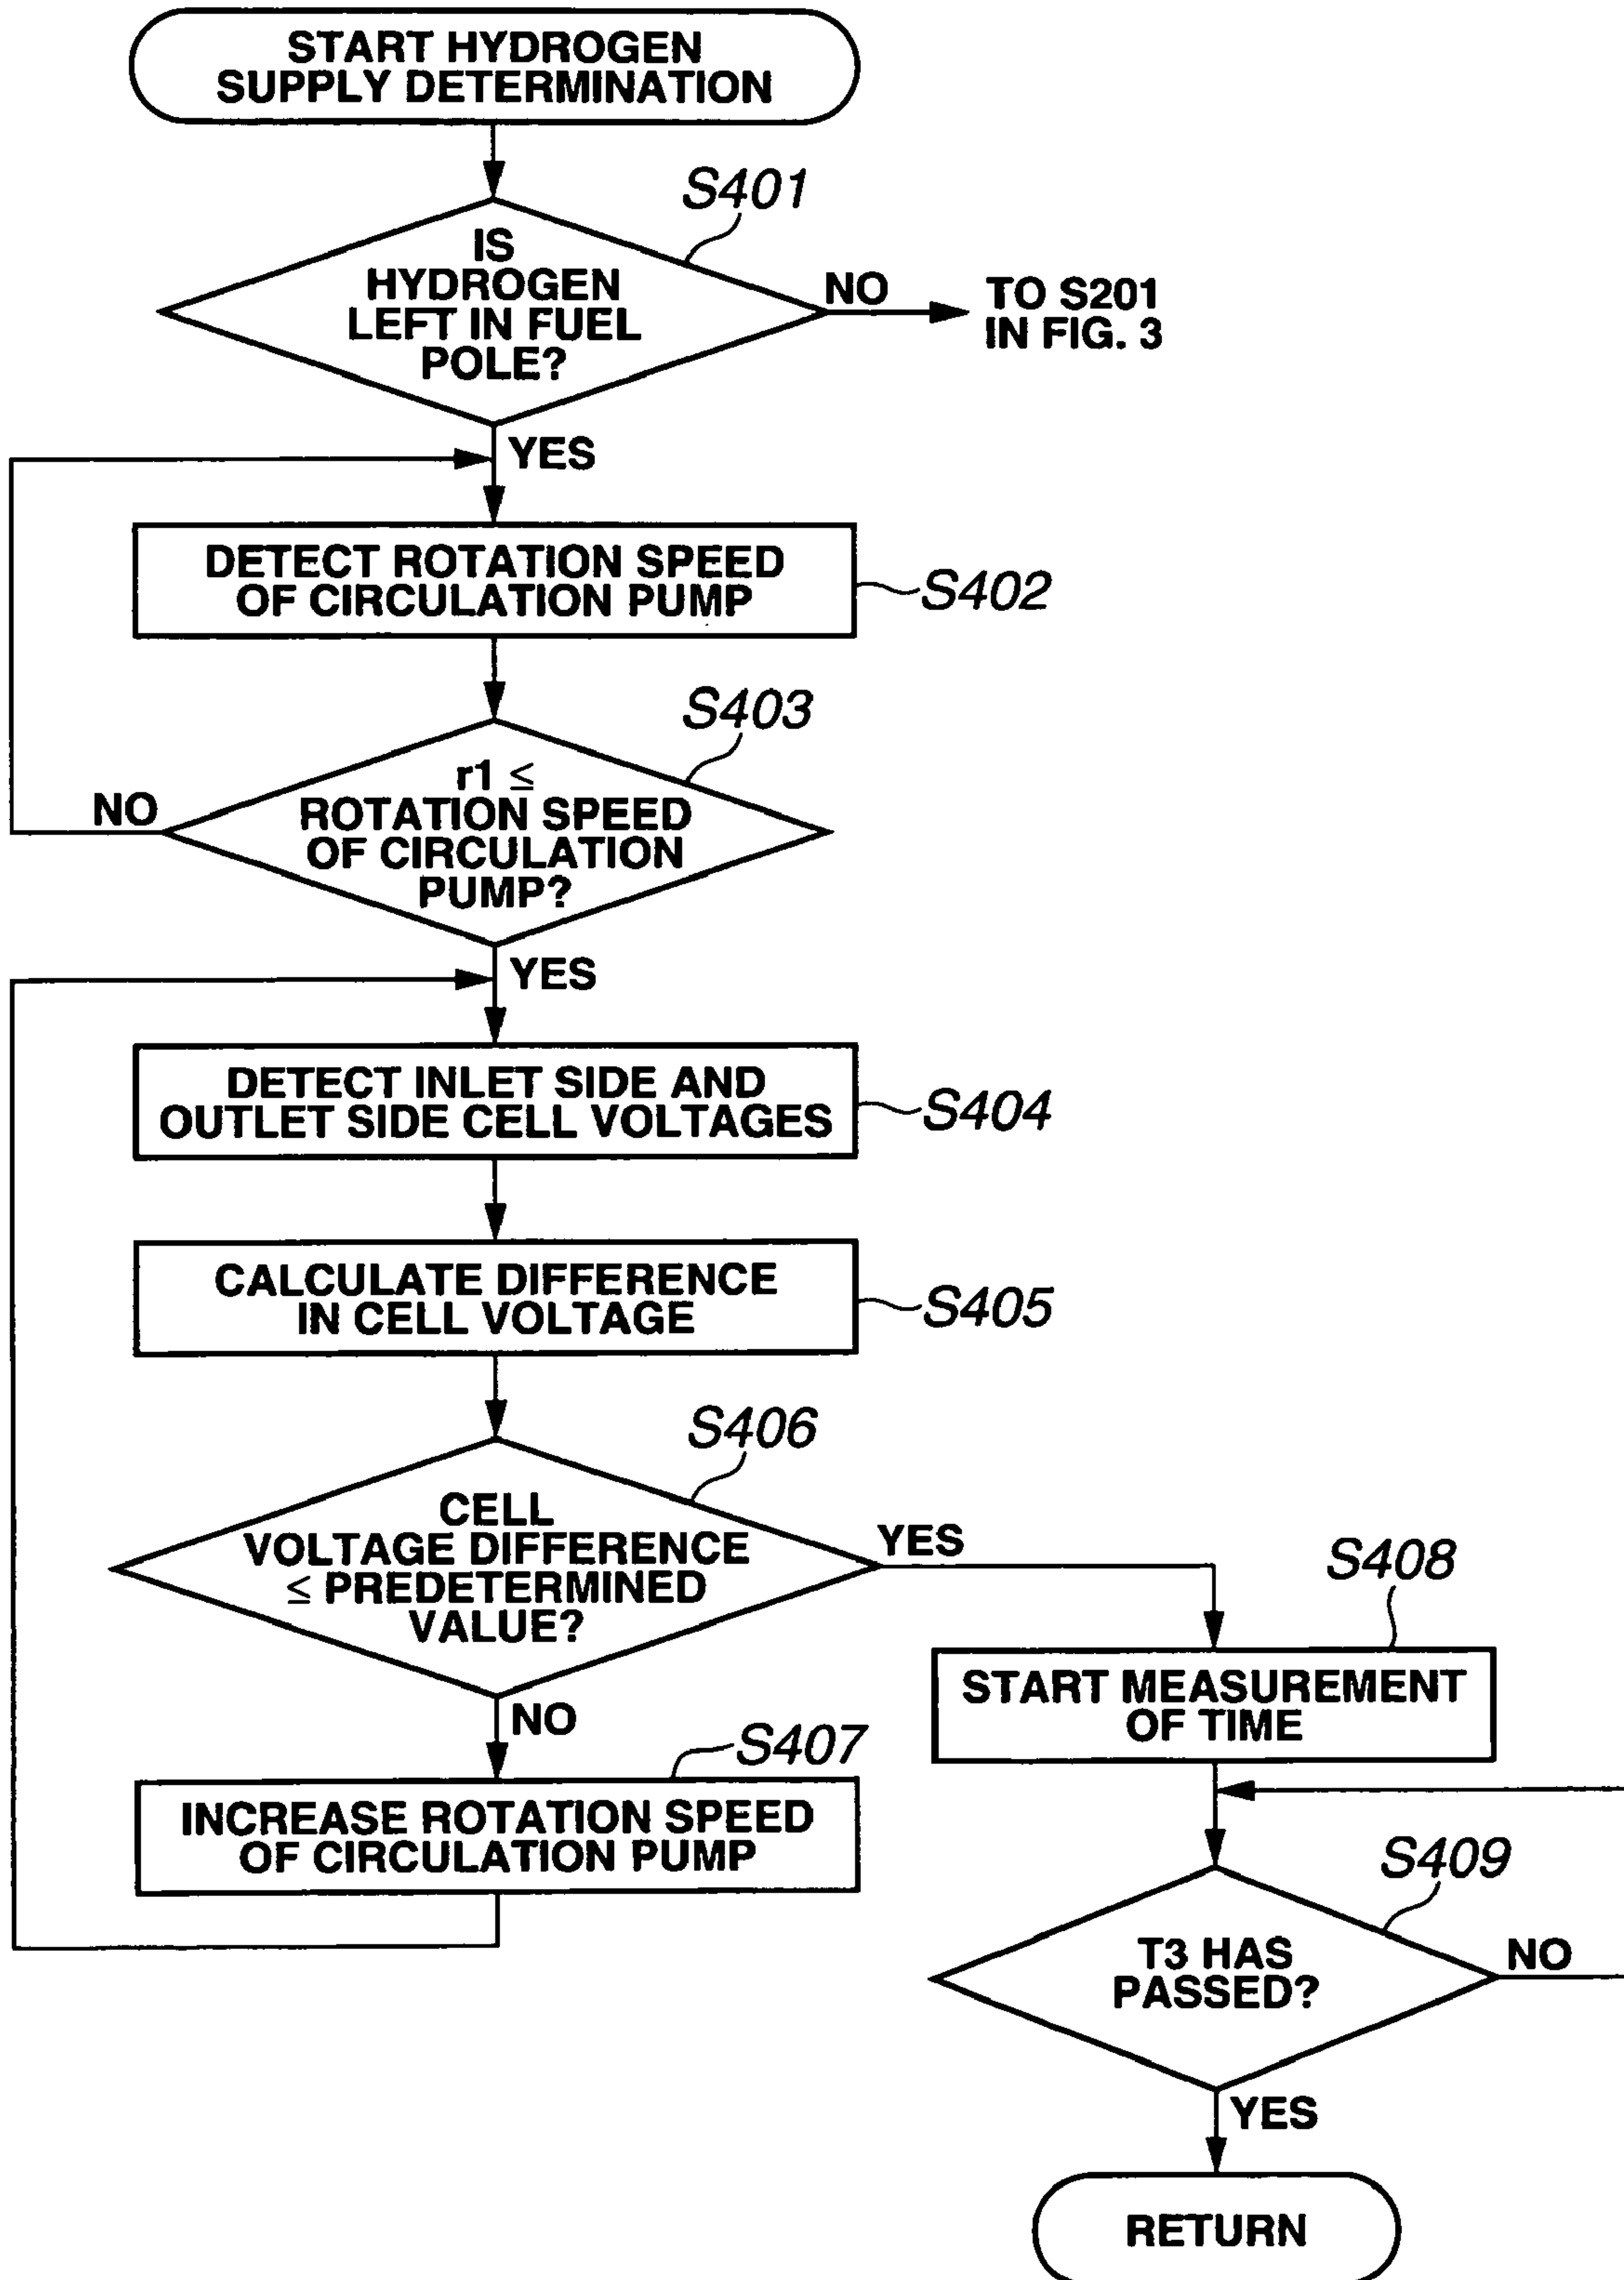 START HYDROGEN
SUPPLY DETERMINATION
S401
IS
HYDROGEN
LEFT IN FUEL
POLE?
NO
TO S201
IN FIG. 3
YES
DETECT ROTATION SPEED
OF CIRCULATION PUMP
S402
S403
r1 ≤
ROTATION SPEED
OF CIRCULATION
PUMP?
NO
YES
DETECT INLET SIDE AND
OUTLET SIDE CELL VOLTAGES
S404
CALCULATE DIFFERENCE
IN CELL VOLTAGE
S405
S406
CELL
VOLTAGE DIFFERENCE
≤ PREDETERMINED
VALUE?
YES
NO
S407
INCREASE ROTATION SPEED
OF CIRCULATION PUMP
S408
START MEASUREMENT
OF TIME
S409
T3 HAS
PASSED?
NO
YES
RETURN